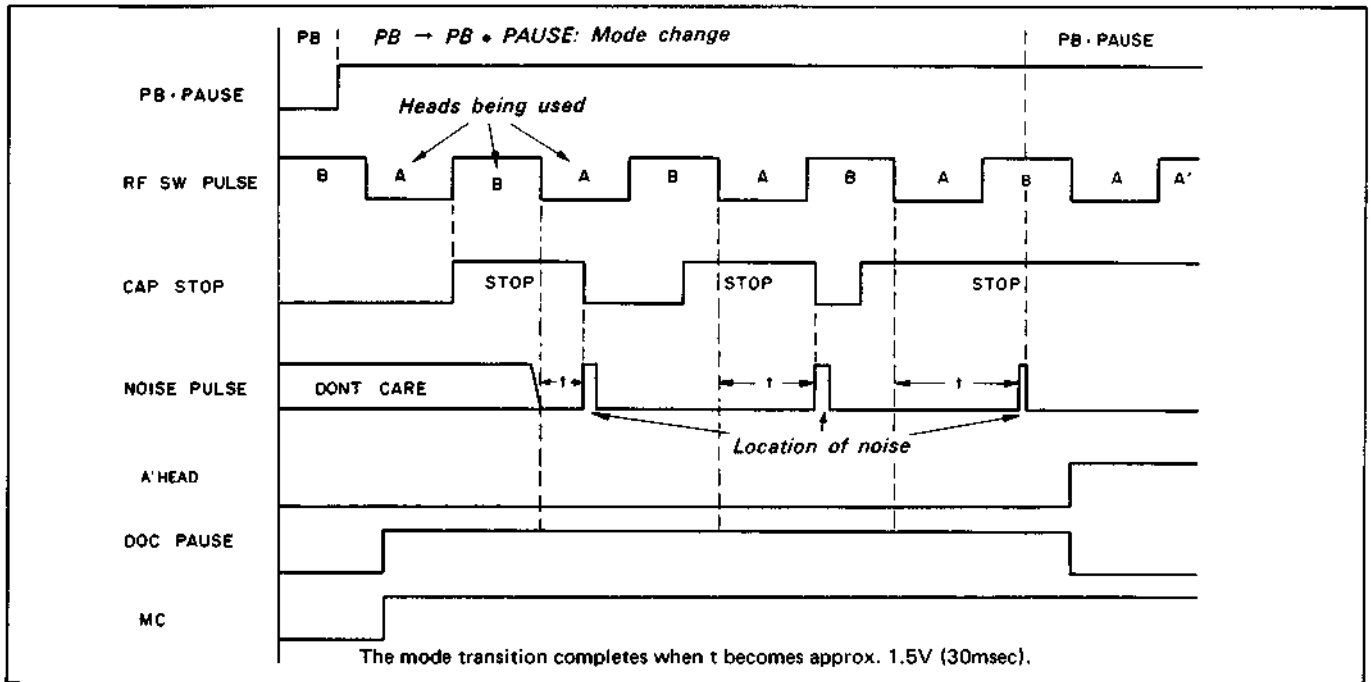 PB PB → PB • PAUSE: Mode change PB • PAUSE
PB • PAUSE
Heads being used
RF SW PULSE B A B A B A B A B A A'
CAP STOP STOP STOP STOP
NOISE PULSE DONT CARE t t t
Location of noise
A' HEAD
DOC PAUSE
MC
The mode transition completes when t becomes approx. 1.5V (30msec).